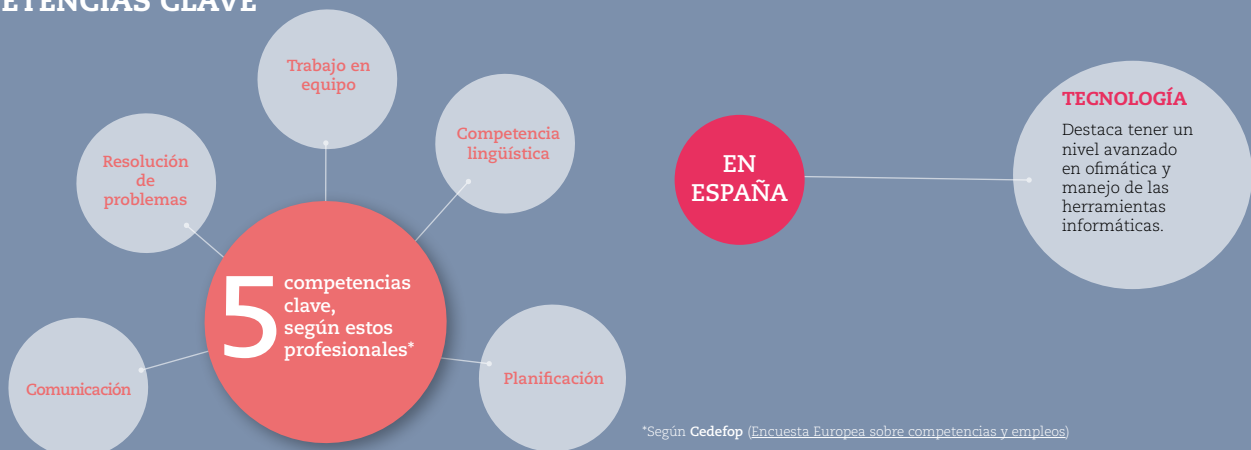 ETENCIAS CLAVE
Trabajo en
equipo
Competencia
lingüística
Resolución
de
problemas
5 competencias
clave,
según estos
profesionales*
Comunicación
Planificación
EN
ESPAÑA
TECNOLOGÍA
Destaca tener un
nivel avanzado
en ofimática y
manejo de las
herramientas
informáticas.
*Según Cedefop (Encuesta Europea sobre competencias y empleos)